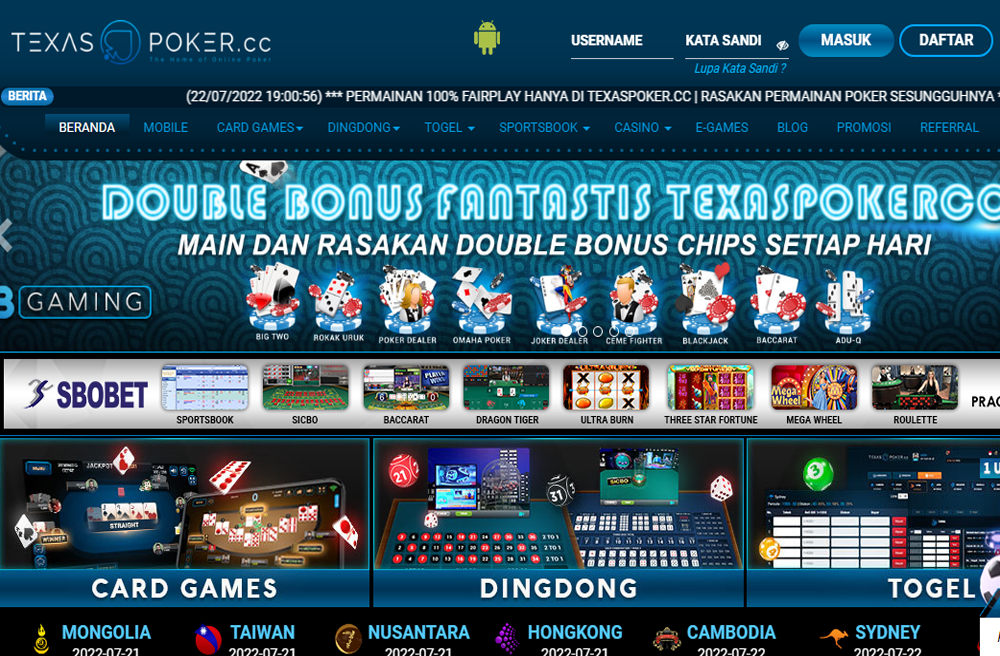 TEXAS POKER.cc
The Home of Online Poker
USERNAME
KATA SANDI
MASUK
DAFTAR
Lupa Kata Sandi ?
BERITA
(22/07/2022 19:00:56) *** PERMAINAN 100% FAIRPLAY HANYA DI TEXASPOKER.CC | RASAKAN PERMAINAN POKER SESUNGGUHNYA *
BERANDA
MOBILE
CARD GAMES
DINGDONG
TOGEL
SPORTSBOOK
CASINO
E-GAMES
BLOG
PROMOSI
REFERRAL
DOUBLE BONUS FANTASTIS TEXASPOKERCC
MAIN DAN RASAKAN DOUBLE BONUS CHIPS SETIAP HARI
GAMING
BIG TWO
ROKAK URUK
POKER DEALER
OMAHA POKER
JOKER DEALER
CEME FIGHTER
BLACKJACK
BACCARAT
ADU-Q
SBOBET
SPORTSBOOK
SICBO
BACCARAT
DRAGON TIGER
ULTRA BURN
THREE STAR FORTUNE
MEGA WHEEL
ROULETTE
PRAG
CARD GAMES
DINGDONG
TOGEL
MONGOLIA
TAIWAN
NUSANTARA
HONGKONG
CAMBODIA
SYDNEY
2022-07-21
2022-07-21
2022-07-21
2022-07-21
2022-07-22
2022-07-22